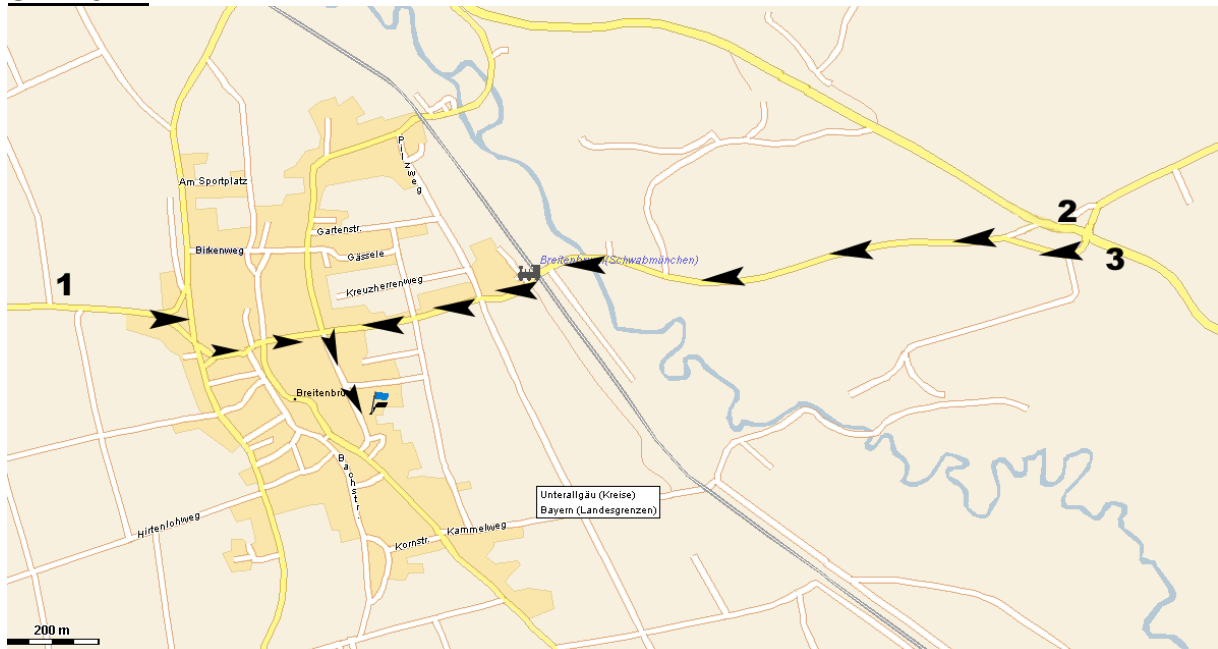 Pilzweg
Am Sportplatz
Gartenstr.
2
Birkenweg
Gässele
3
Breitenbrunn(Schwabmünchen)
1
Kreuzherrenweg
Bachstr.
Unterallgäu (Kreise)
Bayern (Landesgrenzen)
Hirtenlohweg
Kammelweg
Kornstr.
200 m